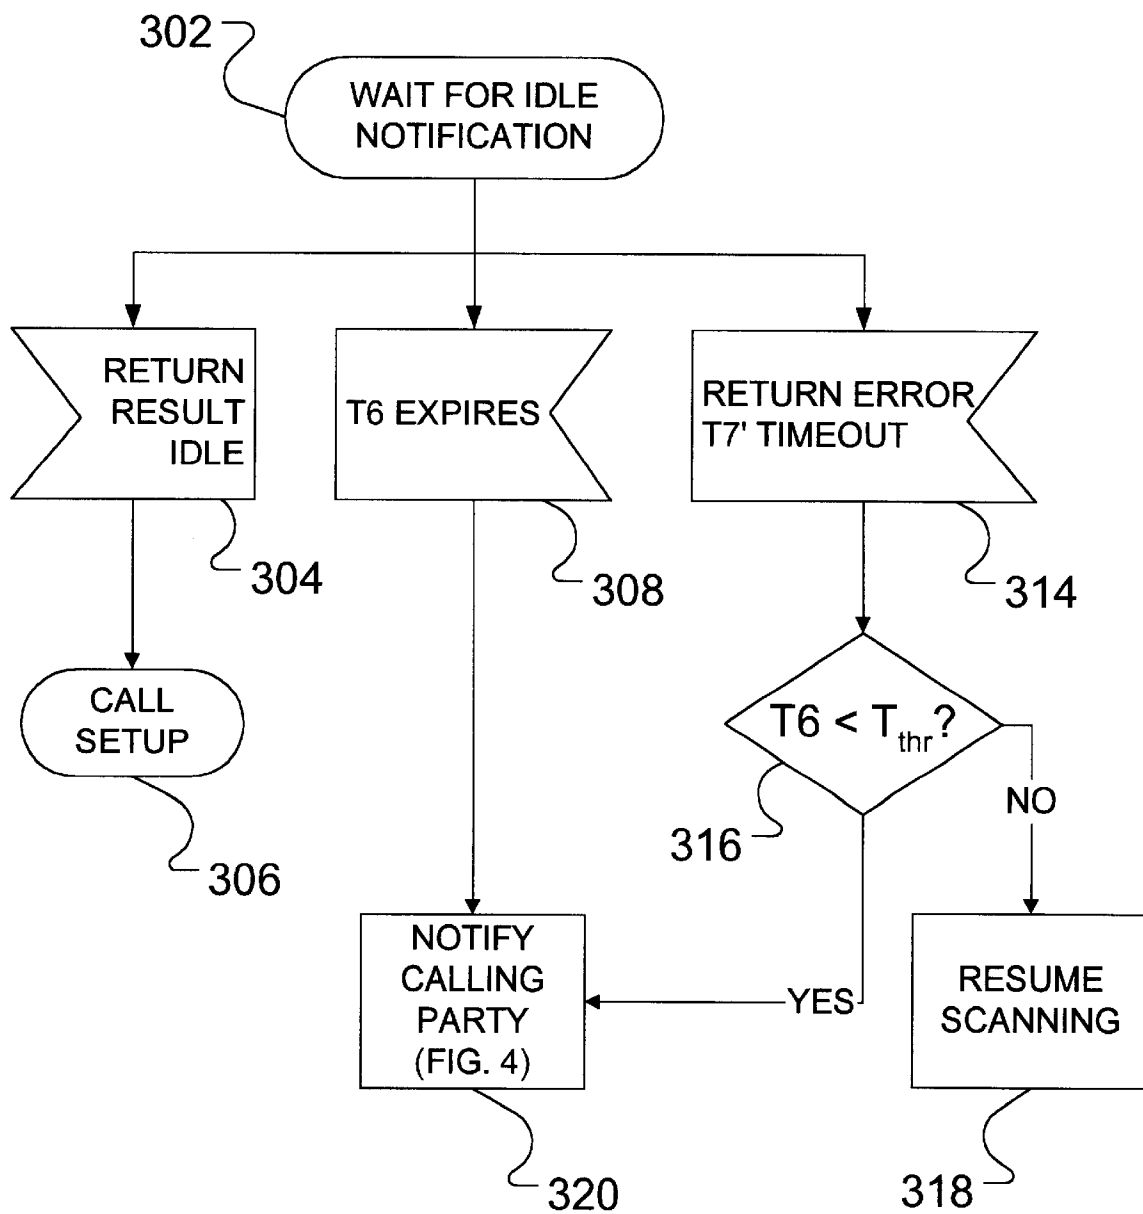 302
WAIT FOR IDLE
NOTIFICATION
RETURN
RESULT
IDLE
T6 EXPIRES
RETURN ERROR
T7' TIMEOUT
304
308
314
CALL
SETUP
T6 < Tthr?
NO
316
306
NOTIFY
CALLING
PARTY
(FIG. 4)
YES
RESUME
SCANNING
320
318